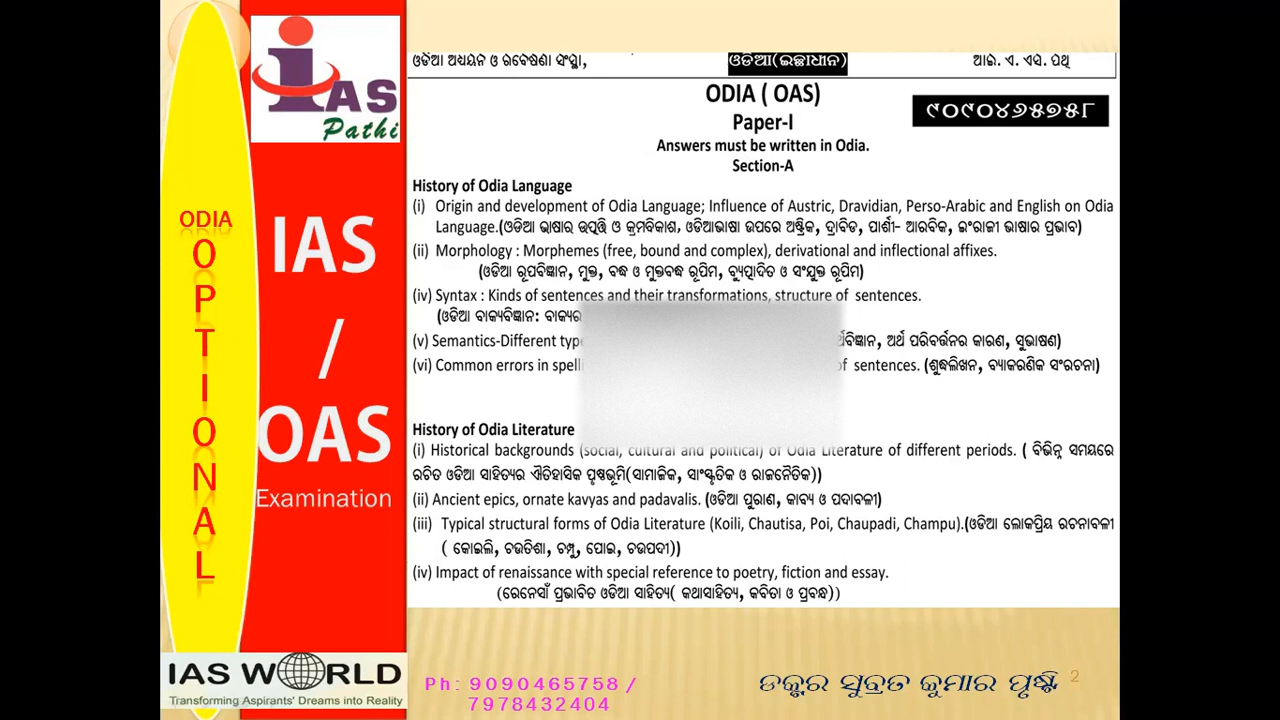 IAS
Pathi
ODIA
OPTIONAL
IAS
/
OAS
Examination
IAS WORLD
Transforming Aspirants' Dreams into Reality
ଓଡିଆ ଅଧ୍ୟୟନ ଓ ଗବେଷଣା ସଂସ୍ଥା, ଓଡିଆ(ଇଚ୍ଛାଧୀନ) ଆଇ. ଏ. ଏସ. ପଥି
ODIA ( OAS)
୯୦୯୦୪୬୫୭୫୮
Paper-I
Answers must be written in Odia.
Section-A
History of Odia Language
(i) Origin and development of Odia Language; Influence of Austric, Dravidian, Perso-Arabic and English on Odia
Language.(ଓଡିଆ ଭାଷାର ଉତ୍ପତ୍ତି ଓ କ୍ରମବିକାଶ, ଓଡିଆଭାଷା ଉପରେ ଅଷ୍ଟ୍ରିକ, ଦ୍ରାବିଡ, ପାର୍ଶୀ- ଆରବିକ, ଇଂରାଜୀ ଭାଷାର ପ୍ରଭାବ)
(ii) Morphology : Morphemes (free, bound and complex), derivational and inflectional affixes.
(ଓଡିଆ ରୂପବିଜ୍ଞାନ, ମୁକ୍ତ, ବଦ୍ଧ ଓ ମୁକ୍ତବଦ୍ଧ ରୂପିମ, ବ୍ୟୁତ୍ପାଦିତ ଓ ସଂଯୁକ୍ତ ରୂପିମ)
(iv) Syntax : Kinds of sentences and their transformations, structure of sentences.
(ଓଡିଆ ବାକ୍ୟବିଜ୍ଞାନ: ବାକ୍ୟର
(v) Semantics-Different type ଅର୍ଥ ପରିବର୍ତ୍ତନର କାରଣ, ସୁଭାଷଣ)
(vi) Common errors in spelli of sentences. (ଶୁଦ୍ଧଲିଖନ, ବ୍ୟାକରଣିକ ସଂରଚନା)
History of Odia Literature
(i) Historical backgrounds (social, cultural and political) of Odia Literature of different periods. ( ବିଭିନ୍ନ ସମୟରେ
ରଚିତ ଓଡିଆ ସାହିତ୍ୟର ଐତିହାସିକ ପୃଷ୍ଠଭୂମି(ସାମାଜିକ, ସାଂସ୍କୃତିକ ଓ ରାଜନୈତିକ))
(ii) Ancient epics, ornate kavyas and padavalis. (ଓଡିଆ ପୁରାଣ, କାବ୍ୟ ଓ ପଦାବଳୀ)
(iii) Typical structural forms of Odia Literature (Koili, Chautisa, Poi, Chaupadi, Champu).(ଓଡିଆ ଲୋକପ୍ରିୟ ରଚନାବଳୀ
( କୋଇଲି, ଚଉତିଶା, ଚମ୍ପୁ, ପୋଇ, ଚଉପଦୀ))
(iv) Impact of renaissance with special reference to poetry, fiction and essay.
(ରେନେସାଁ ପ୍ରଭାବିତ ଓଡିଆ ସାହିତ୍ୟ( କଥାସାହିତ୍ୟ, କବିତା ଓ ପ୍ରବନ୍ଧ))
Ph: 9090465758 /
7978432404
ଡକ୍ଟର ସୁବ୍ରତ କୁମାର ପୃଷ୍ଟି 2